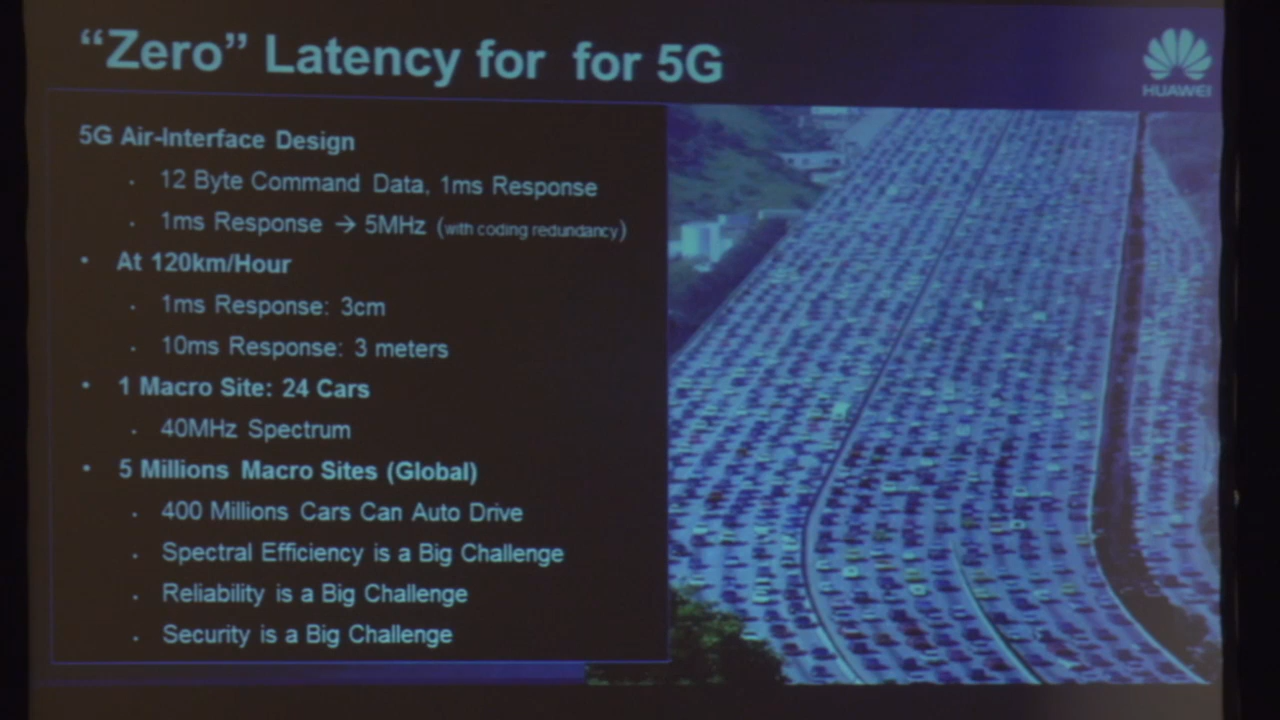 “Zero” Latency for for 5G
HUAWEI
5G Air-Interface Design
12 Byte Command Data, 1ms Response
1ms Response → 5MHz (with coding redundancy)
At 120km/Hour
1ms Response: 3cm
10ms Response: 3 meters
1 Macro Site: 24 Cars
40MHz Spectrum
5 Millions Macro Sites (Global)
400 Millions Cars Can Auto Drive
Spectral Efficiency is a Big Challenge
Reliability is a Big Challenge
Security is a Big Challenge